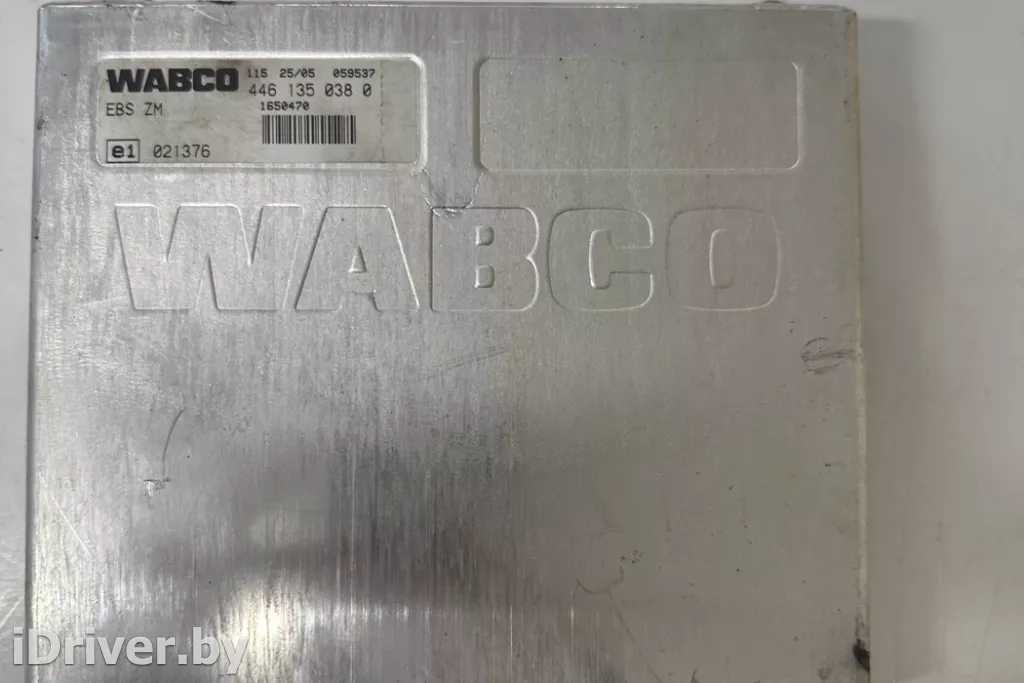 WABCO 115 25/05 059537
446 135 038 0
EBS ZM 1650470
e1 021376
WABCO
iDriver.by